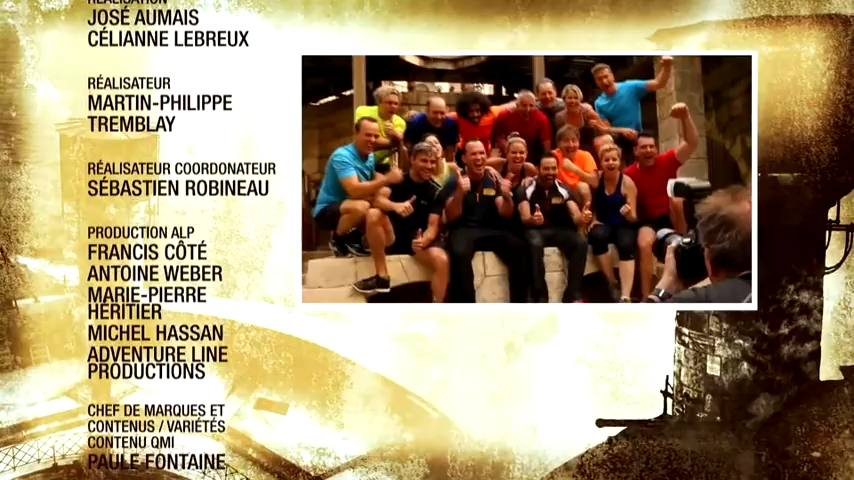 RÉALISATION
JOSÉ AUMAIS
CÉLIANNE LEBREUX
RÉALISATEUR
MARTIN-PHILIPPE
TREMBLAY
RÉALISATEUR COORDONATEUR
SÉBASTIEN ROBINEAU
PRODUCTION ALP
FRANCIS CÔTÉ
ANTOINE WEBER
MARIE-PIERRE
HÉRITIER
MICHEL HASSAN
ADVENTURE LINE
PRODUCTIONS
CHEF DE MARQUES ET
CONTENUS / VARIÉTÉS
CONTENU QMI
PAULE FONTAINE